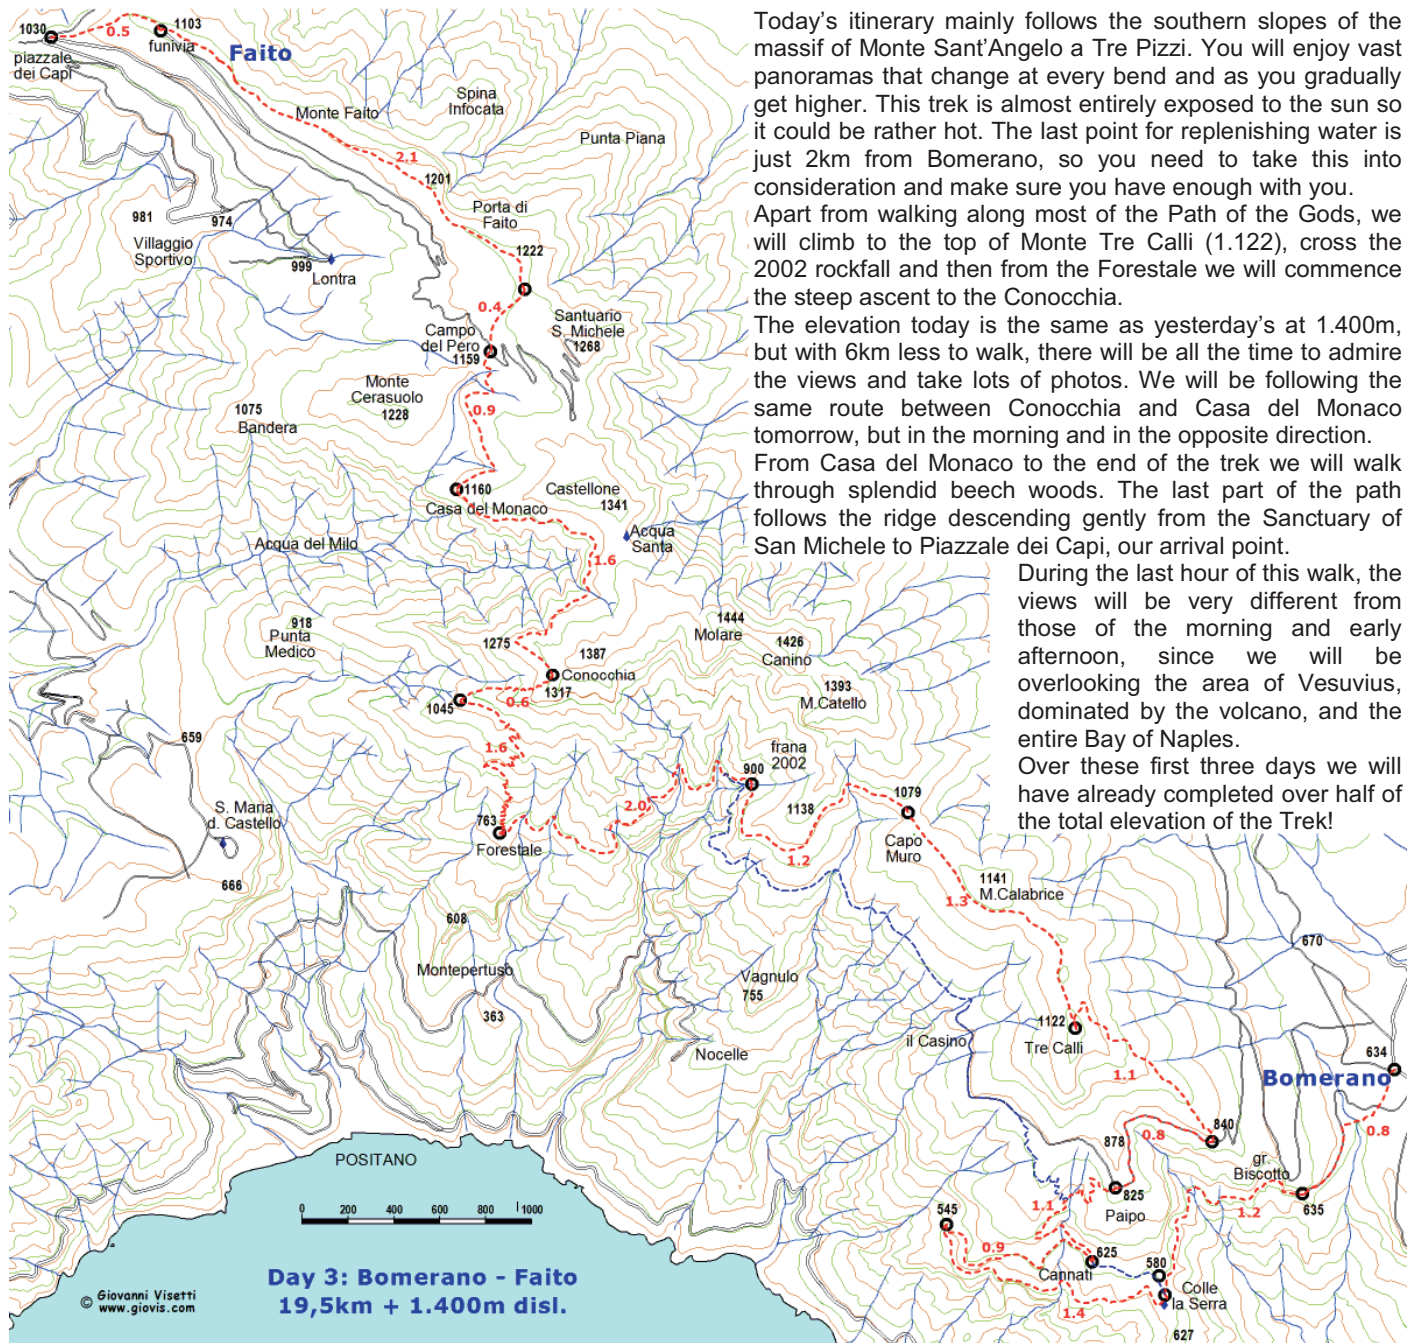 Today's itinerary mainly follows the southern slopes of the
massif of Monte Sant'Angelo a Tre Pizzi. You will enjoy vast
panoramas that change at every bend and as you gradually
get higher. This trek is almost entirely exposed to the sun so
it could be rather hot. The last point for replenishing water is
just 2km from Bomerano, so you need to take this into
consideration and make sure you have enough with you.
Apart from walking along most of the Path of the Gods, we
will climb to the top of Monte Tre Calli (1.122), cross the
2002 rockfall and then from the Forestale we will commence
the steep ascent to the Conocchia.
The elevation today is the same as yesterday's at 1.400m,
but with 6km less to walk, there will be all the time to admire
the views and take lots of photos. We will be following the
same route between Conocchia and Casa del Monaco
tomorrow, but in the morning and in the opposite direction.
From Casa del Monaco to the end of the trek we will walk
through splendid beech woods. The last part of the path
follows the ridge descending gently from the Sanctuary of
San Michele to Piazzale dei Capi, our arrival point.
During the last hour of this walk, the
views will be very different from
those of the morning and early
afternoon, since we will be
overlooking the area of Vesuvius,
dominated by the volcano, and the
entire Bay of Naples.
Over these first three days we will
have already completed over half of
the total elevation of the Trek!
1030
0.5
1103
piazzale
dei Capi
funivia
Faito
Monte Faito
Spina
Infocata
Punta Piana
2.1
1201
981
974
Villaggio
Sportivo
Porta di
Faito
1222
999
Lontra
0.4
Campo
del Pero
1159
Santuario
S. Michele
1268
Monte
Cerasuolo
1228
1075
Bandera
0.9
1160
Casa del Monaco
Castellone
1341
Acqua
Santa
Acqua del Milo
1.6
918
Punta
Medico
1275
1387
Conocchia
1317
1444
Molare
1426
Canino
1393
M.Catello
1045
0.6
659
1.6
frana
2002
900
S. Maria
d. Castello
763
Forestale
2.0
1138
1079
Capo
Muro
1.2
666
1141
M.Calabrice
1.3
608
Montepertuso
363
Vagnulo
755
670
Nocelle
il Casino
1122
Tre Calli
634
Bomerano
1.1
840
0.8
878
0.8
gr.
Biscotto
POSITANO
825
Paipo
1.1
1.2
635
0 200 400 600 800 1000
545
0.9
625
Cannati
580
Colle
la Serra
1.4
627
Day 3: Bomerano - Faito
19,5km + 1.400m disl.
© Giovanni Visetti
www.giovis.com